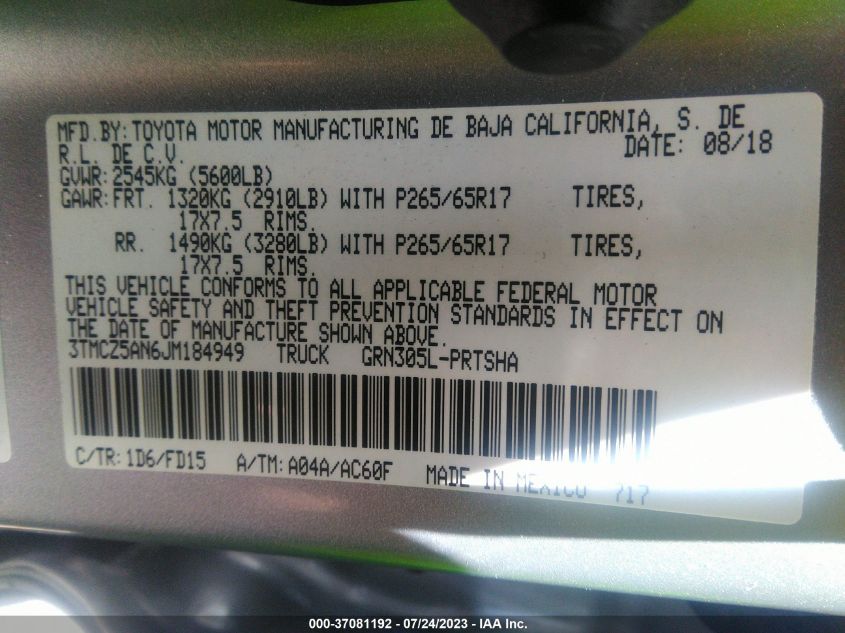 MFD.BY:TOYOTA MOTOR MANUFACTURING DE BAJA CALIFORNIA, S. DE
R.L. DE C.V. DATE: 08/18
GVWR:2545KG (5600LB)
GAWR:FRT. 1320KG (2910LB) WITH P265/65R17 TIRES,
17X7.5 RIMS.
RR. 1490KG (3280LB) WITH P265/65R17 TIRES,
17X7.5 RIMS.
THIS VEHICLE CONFORMS TO ALL APPLICABLE FEDERAL MOTOR
VEHICLE SAFETY AND THEFT PREVENTION STANDARDS IN EFFECT ON
THE DATE OF MANUFACTURE SHOWN ABOVE.
3TMCZ5AN6JM184949 TRUCK GRN305L-PRTSHA
C/TR:1D6/FD15 A/TM:A04A/AC60F MADE IN MEXICO 717
000-37081192 - 07/24/2023 - IAA Inc.